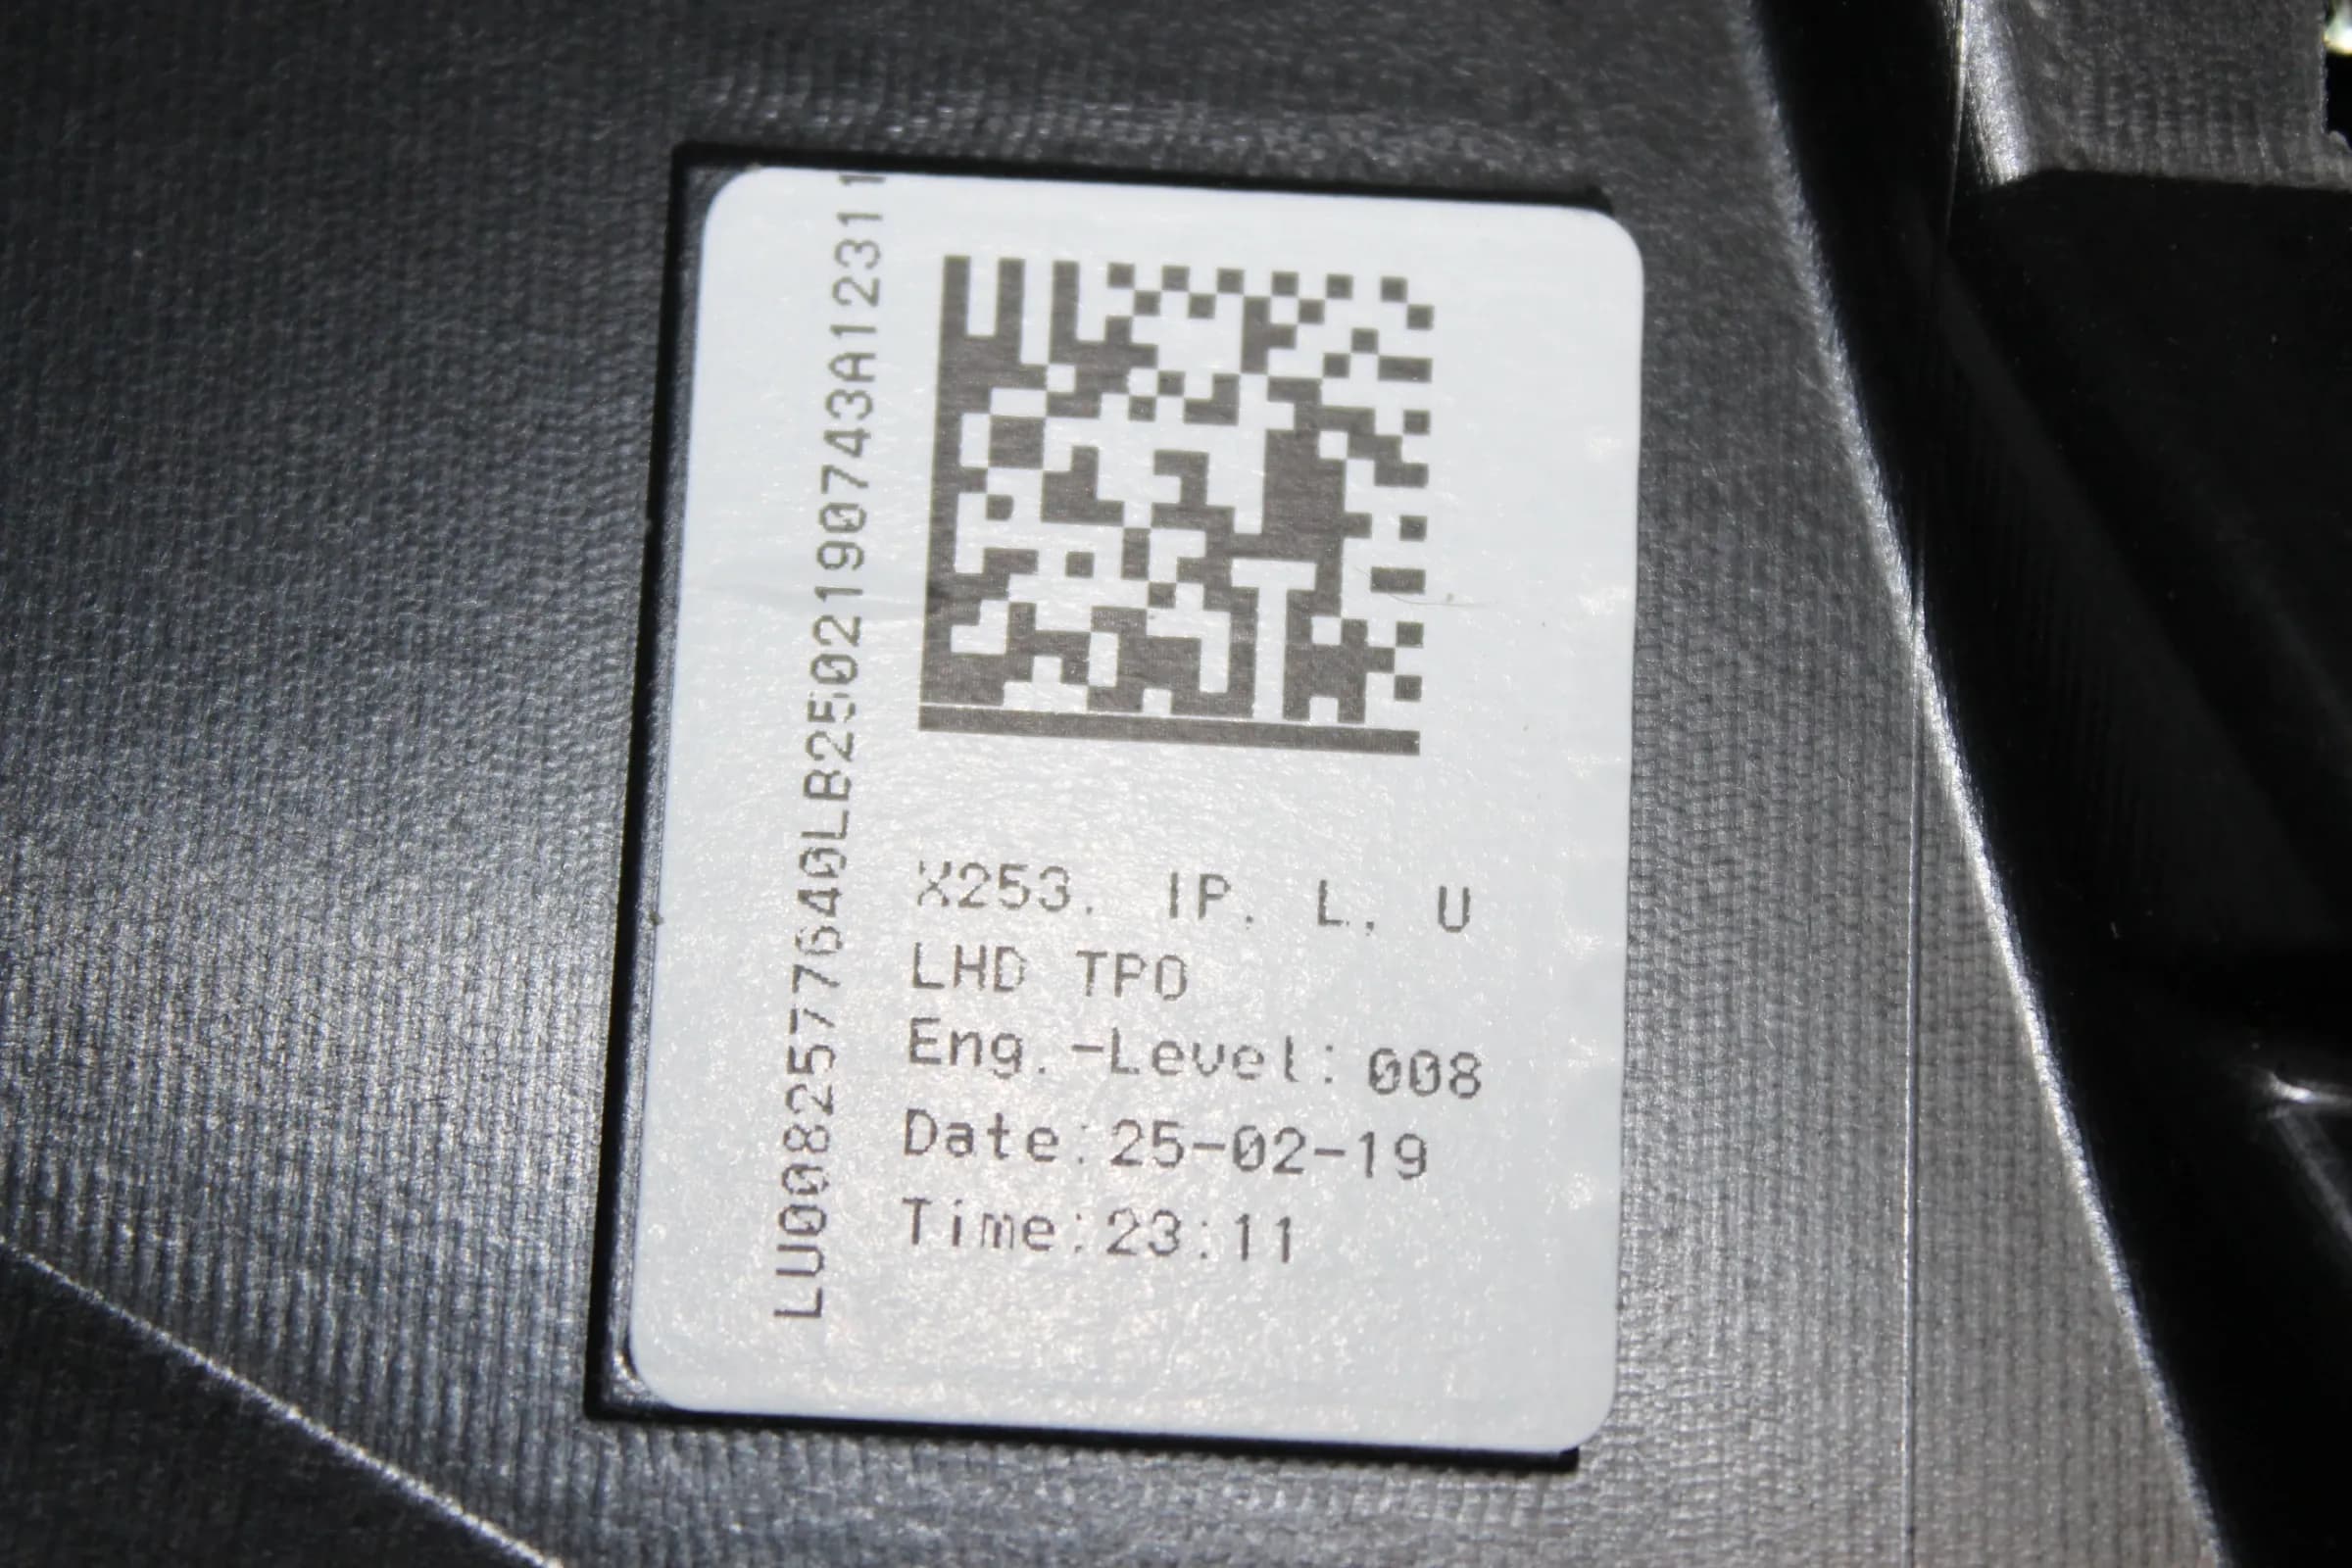 LU0082577640LB2502190743A12311
X253. IP. L. U
LHD TPO
Eng.-Level:008
Date:25-02-19
Time:23:11